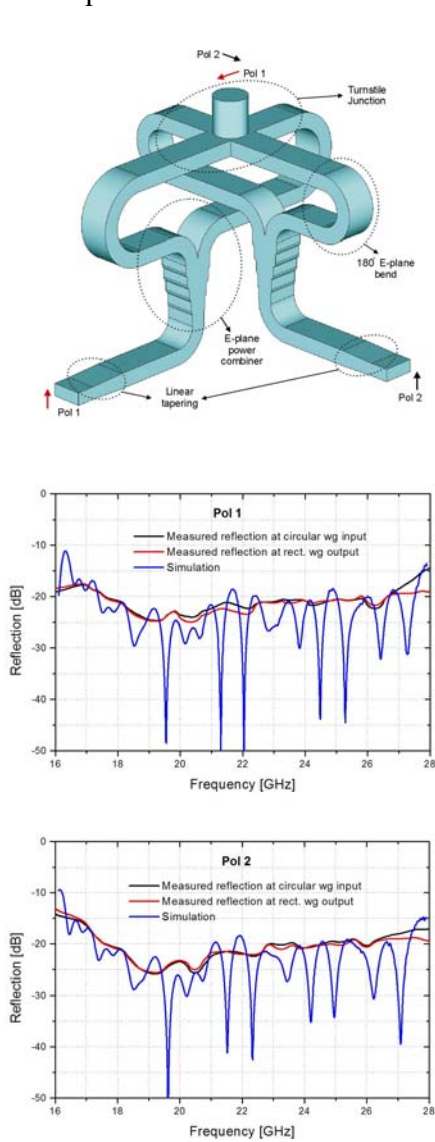 Pol 2
Pol 1
Turnstile
Junction
180° E-plane
bend
E-plane
power
combiner
Linear
tapering
Pol 1
Pol 2
Pol 1
Measured reflection at circular wg input
Measured reflection at rect. wg output
Simulation
Reflection [dB]
0
-10
-20
-30
-40
-50
16 18 20 22 24 26 28
Frequency [GHz]
Pol 2
Measured reflection at circular wg input
Measured reflection at rect. wg output
Simulation
Reflection [dB]
0
-10
-20
-30
-40
-50
16 18 20 22 24 26 28
Frequency [GHz]